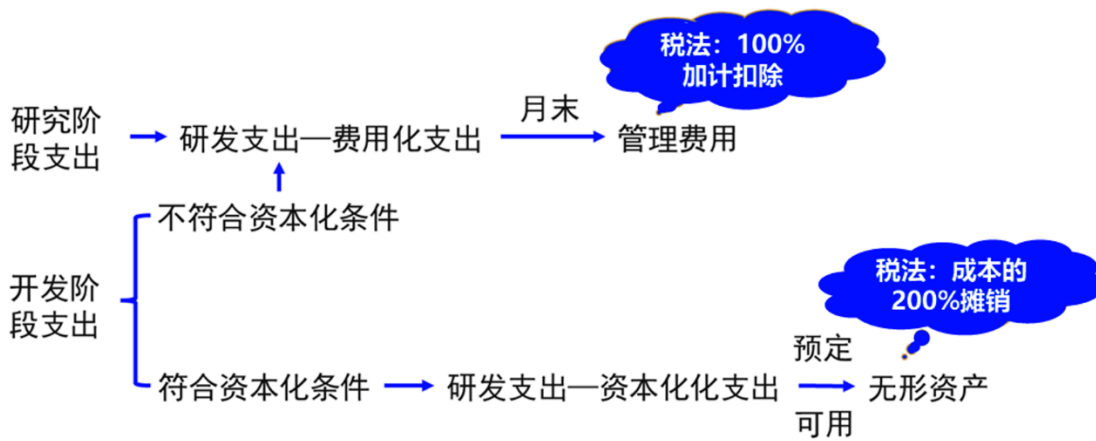 税法：100%
加计扣除
研究阶
段支出
研发支出—费用化支出
月末
管理费用
不符合资本化条件
开发阶
段支出
税法：成本的
200%摊销
符合资本化条件
研发支出—资本化化支出
预定
可用
无形资产